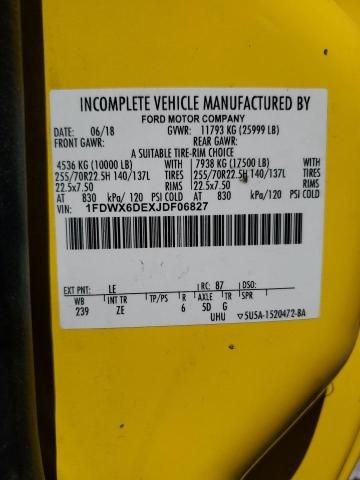 INCOMPLETE VEHICLE MANUFACTURED BY
FORD MOTOR COMPANY
DATE: 06/18 GVWR: 11793 KG (25999 LB)
FRONT GAWR: REAR GAWR:
A SUITABLE TIRE-RIM CHOICE
4536 KG (10000 LB) WITH 7938 KG (17500 LB) WITH
255/70R22.5H 140/137L TIRES 255/70R22.5H 140/137L TIRES
22.5x7.50 RIMS 22.5x7.50 RIMS
AT 830 kPa/120 PSI COLD AT 830 kPa/120 PSI COLD
VIN: 1FDWX6DEXJDF06827
EXT PNT: LE RC: B7 DSO:
WB INT TR TP/PS R AXLE TR SPR
239 ZE 6 5D G
UHU ▽5U5A-1520472-BA